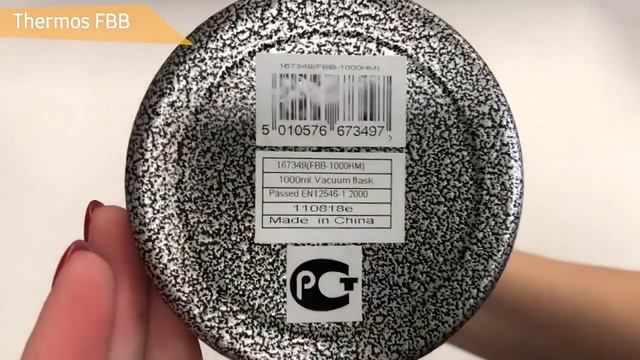 Thermos FBB
167349(FBB-1000HM)
5 010576 673497 >
167349(FBB-1000HM)
1000ml Vacuum flask
Passed EN12546-1 2000
110818e
Made in China
РСТ